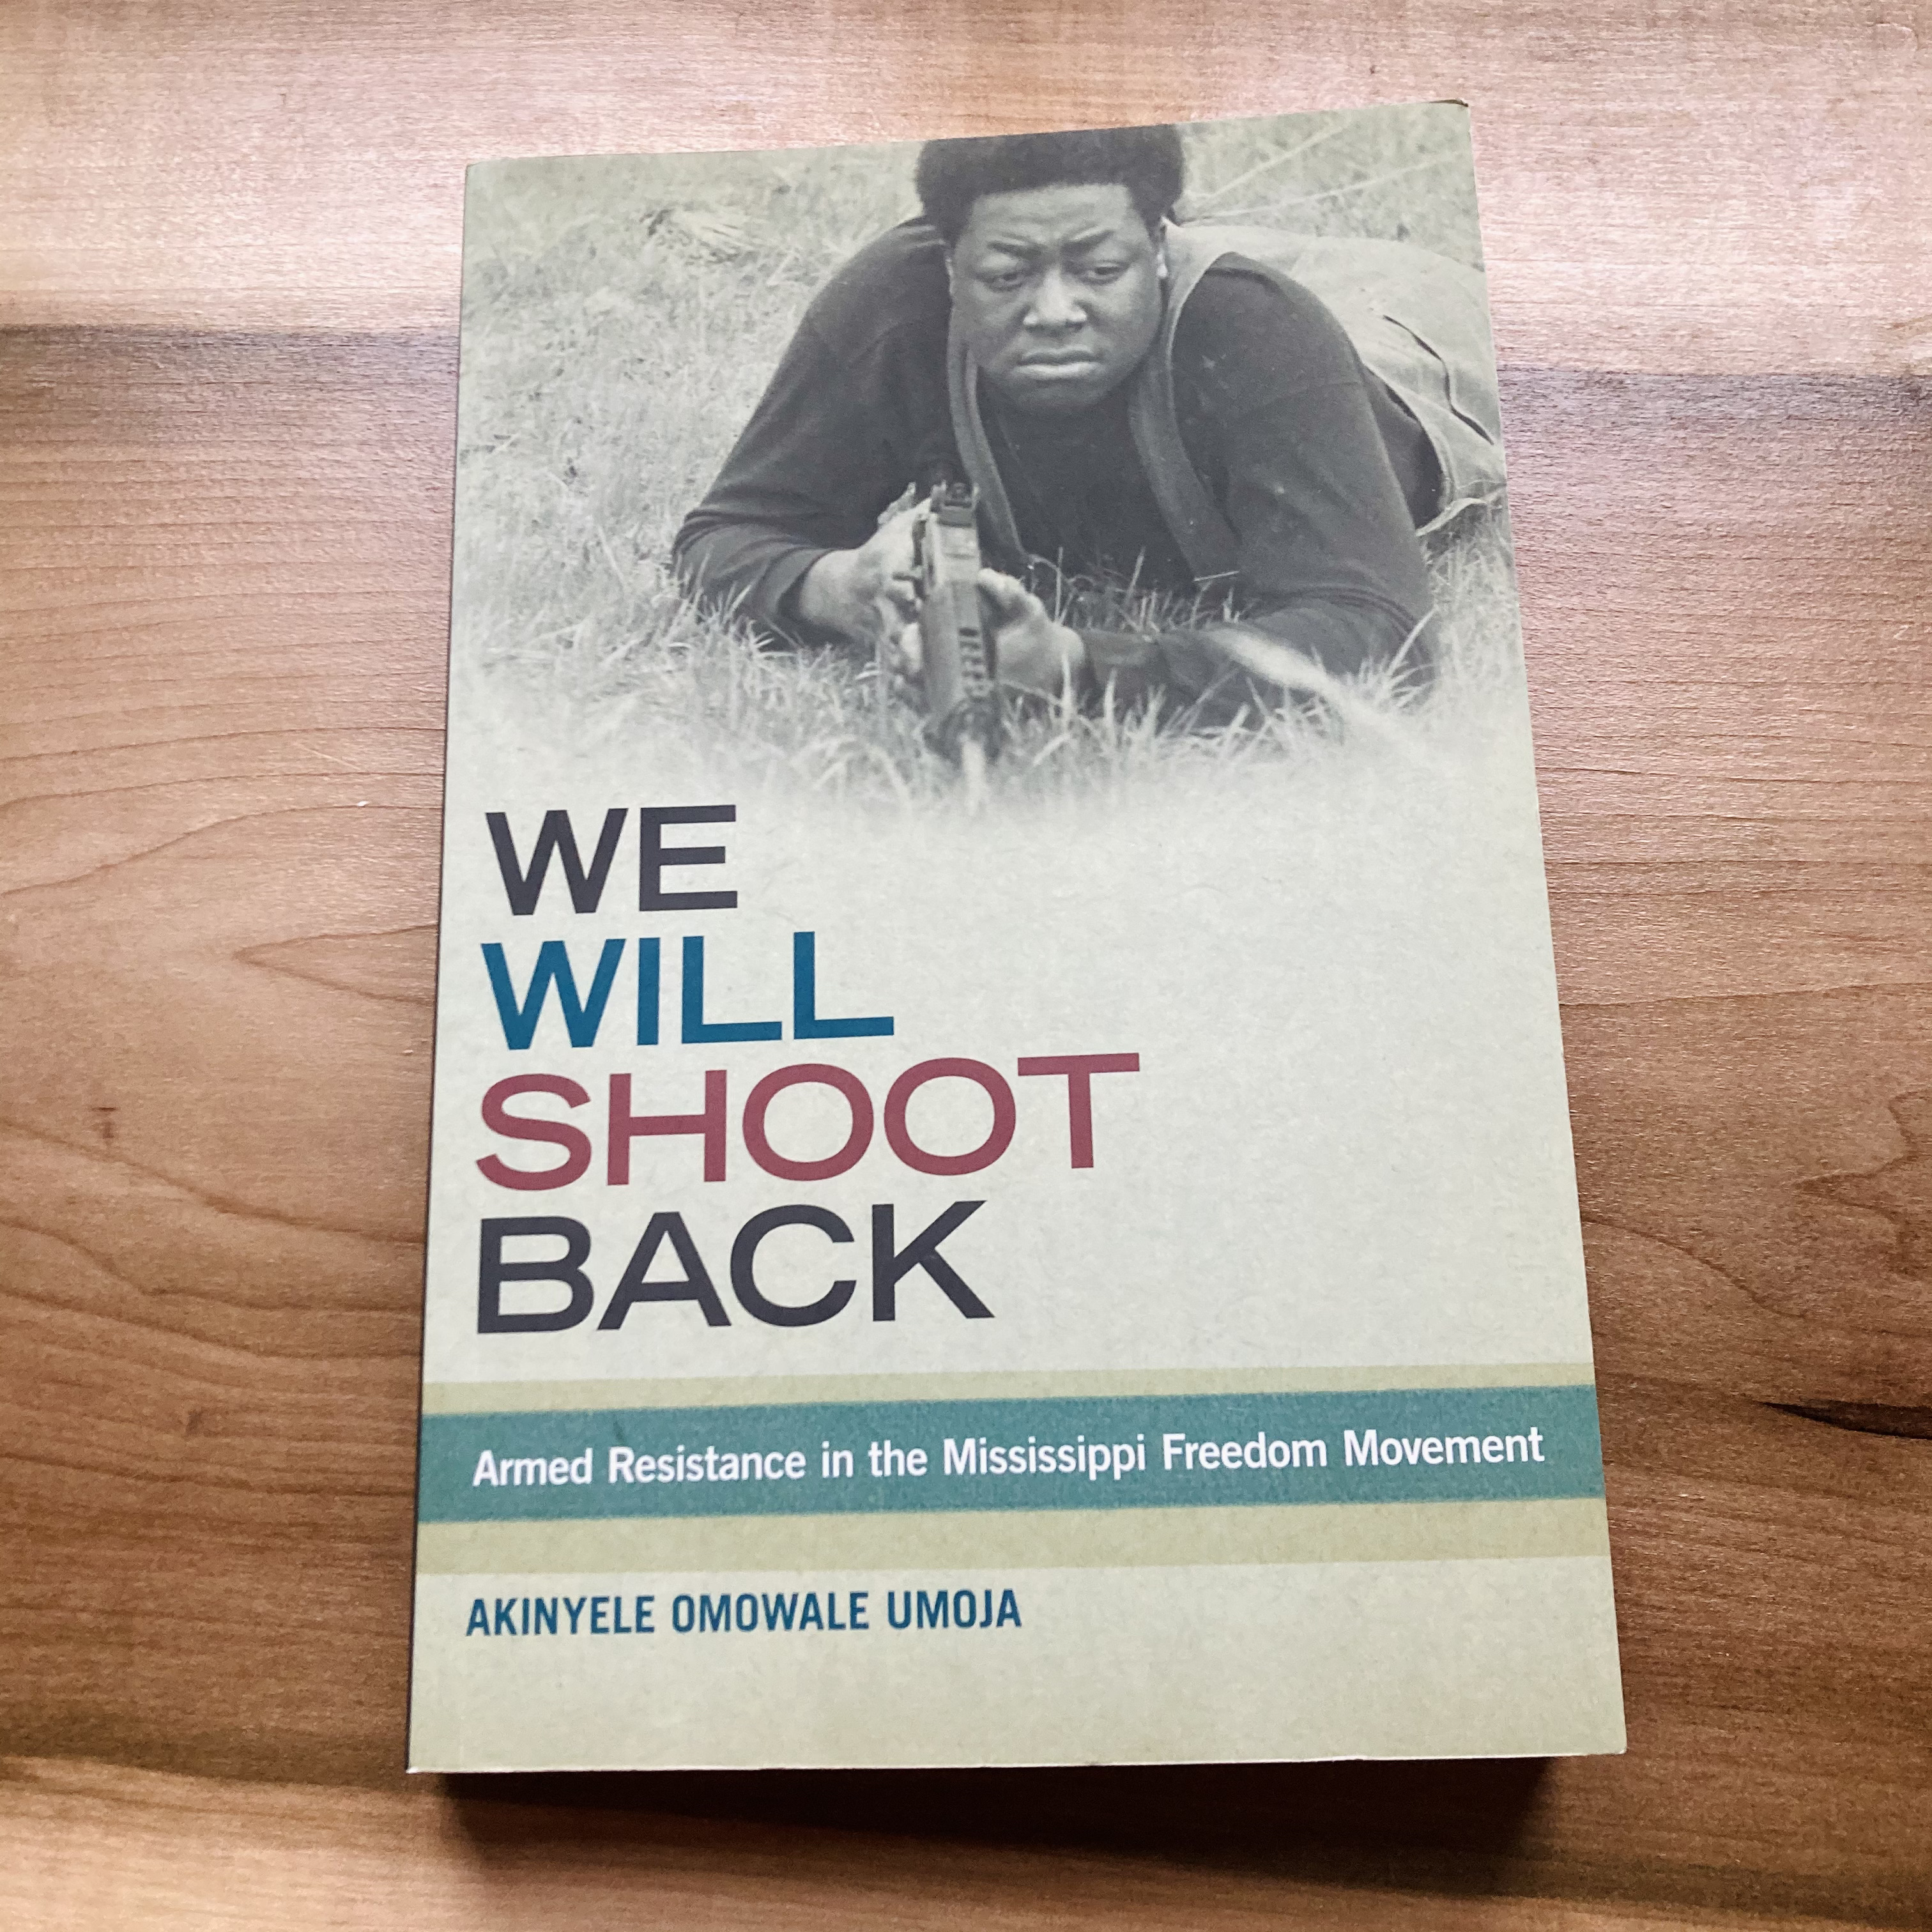 WE
WILL
SHOOT
BACK
Armed Resistance in the Mississippi Freedom Movement
AKINYELE OMOWALE UMOJA